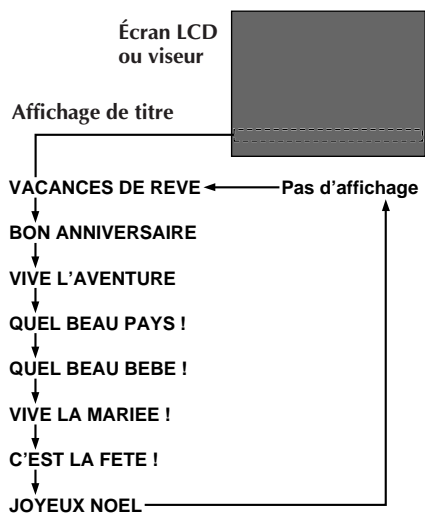 Écran LCD
ou viseur
Affichage de titre
VACANCES DE REVE
Pas d’affichage
BON ANNIVERSAIRE
VIVE L’AVENTURE
QUEL BEAU PAYS !
QUEL BEAU BEBE !
VIVE LA MARIEE !
C’EST LA FETE !
JOYEUX NOEL